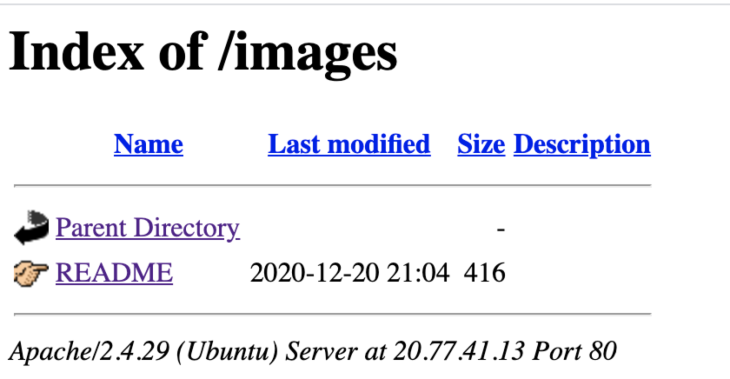 Index of /images
Name Last modified Size Description
Parent Directory -
README 2020-12-20 21:04 416
Apache/2.4.29 (Ubuntu) Server at 20.77.41.13 Port 80